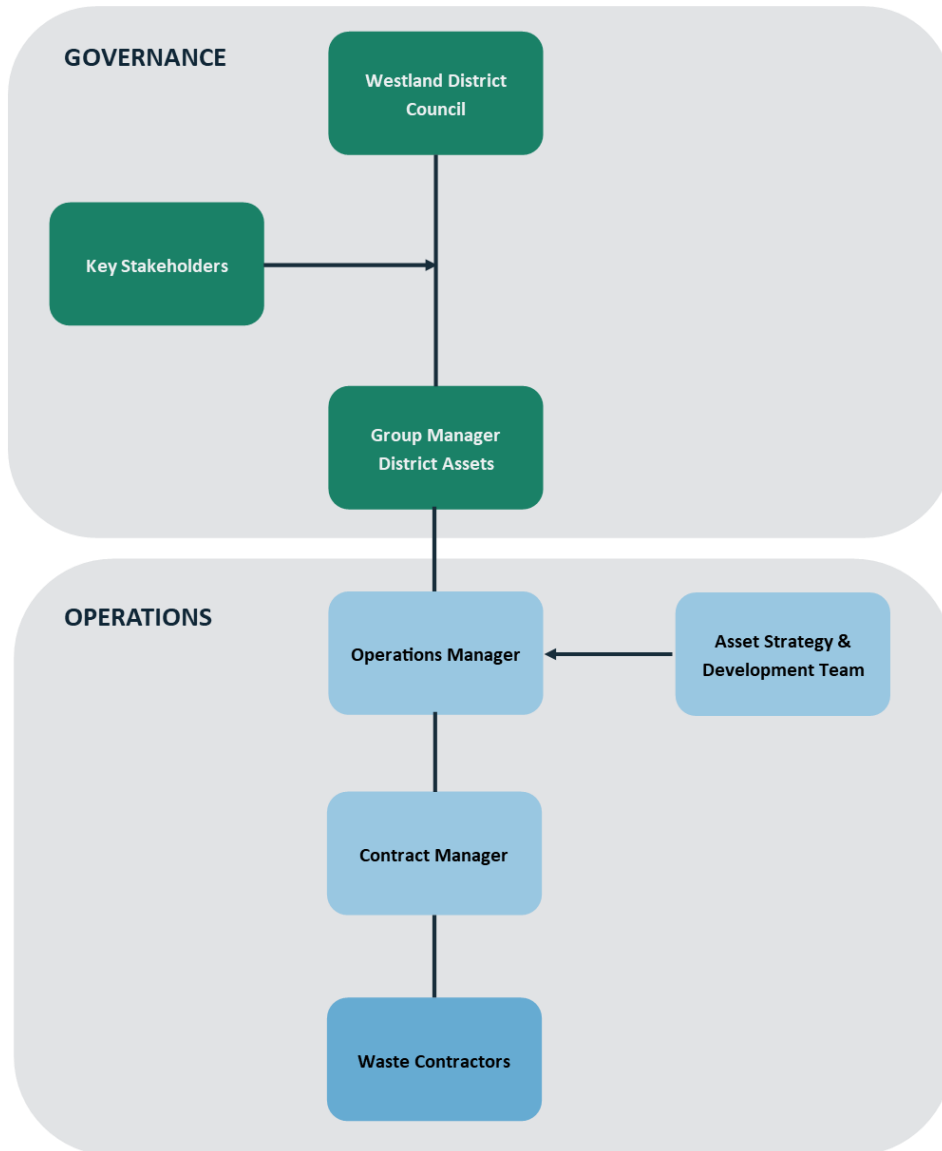 GOVERNANCE
Westland District
Council
Key Stakeholders
Group Manager
District Assets
OPERATIONS
Operations Manager
Asset Strategy &
Development Team
Contract Manager
Waste Contractors